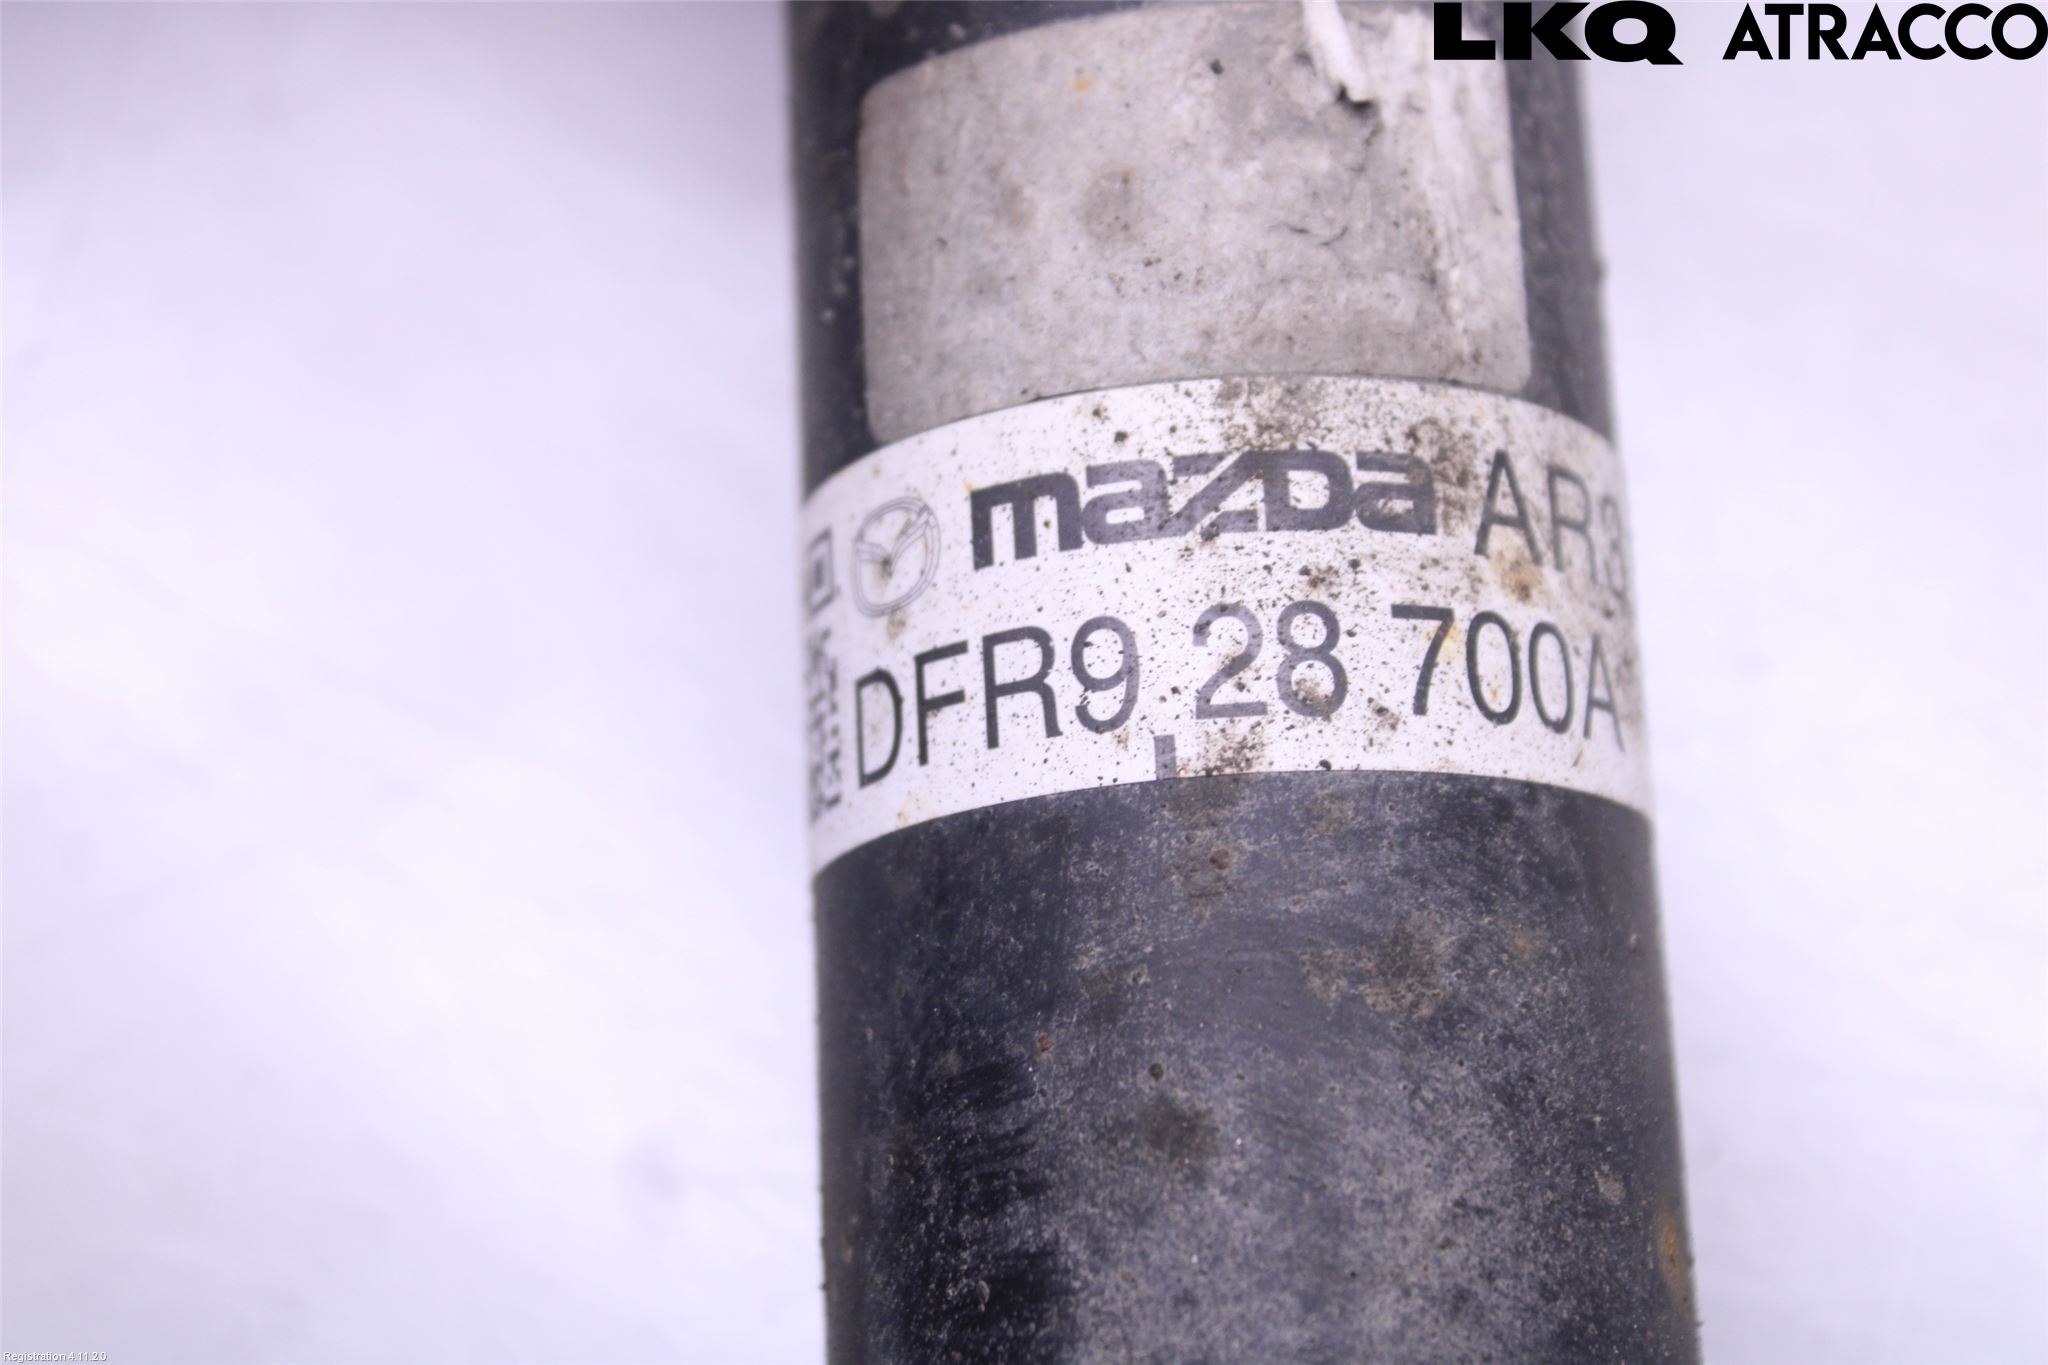 LKQ ATRACCO
mazda AR3
DFR9 28 700A
Registration 4.11.2.0